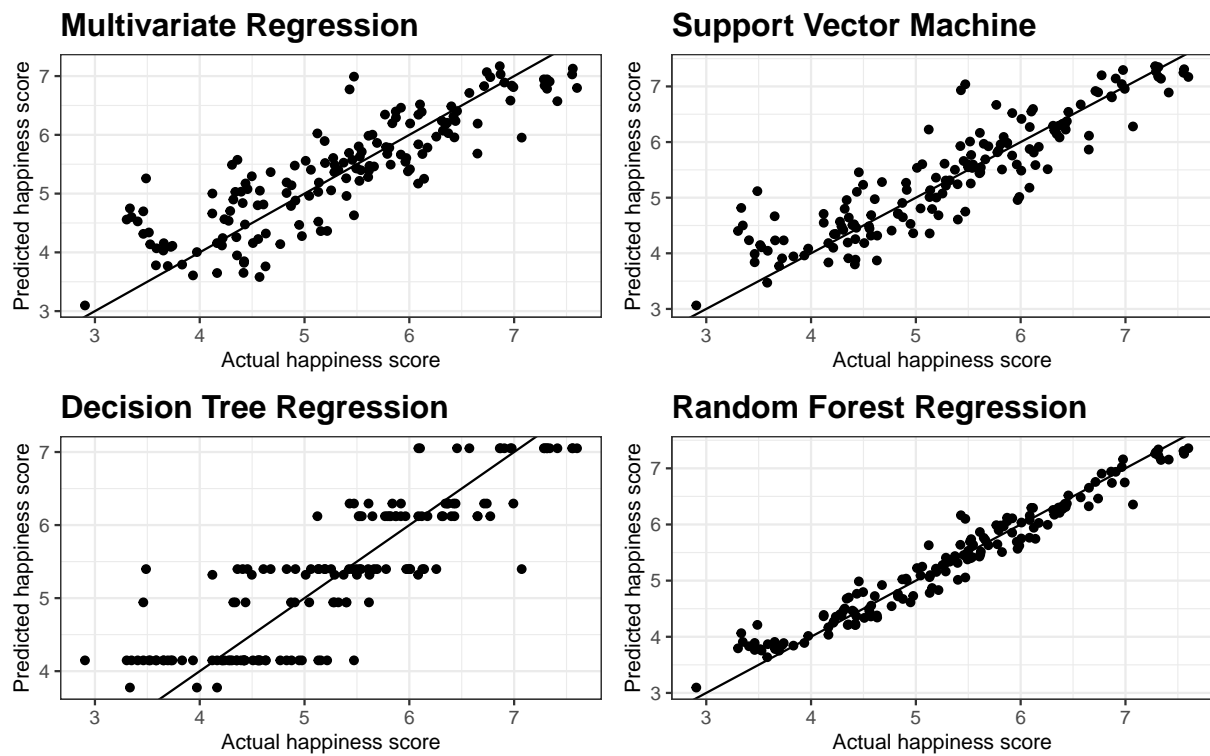 Multivariate Regression
Predicted happiness score
7
6
5
4
3
3 4 5 6 7
Actual happiness score
Support Vector Machine
Predicted happiness score
7
6
5
4
3
3 4 5 6 7
Actual happiness score
Decision Tree Regression
Predicted happiness score
7
6
5
4
3 4 5 6 7
Actual happiness score
Random Forest Regression
Predicted happiness score
7
6
5
4
3
3 4 5 6 7
Actual happiness score